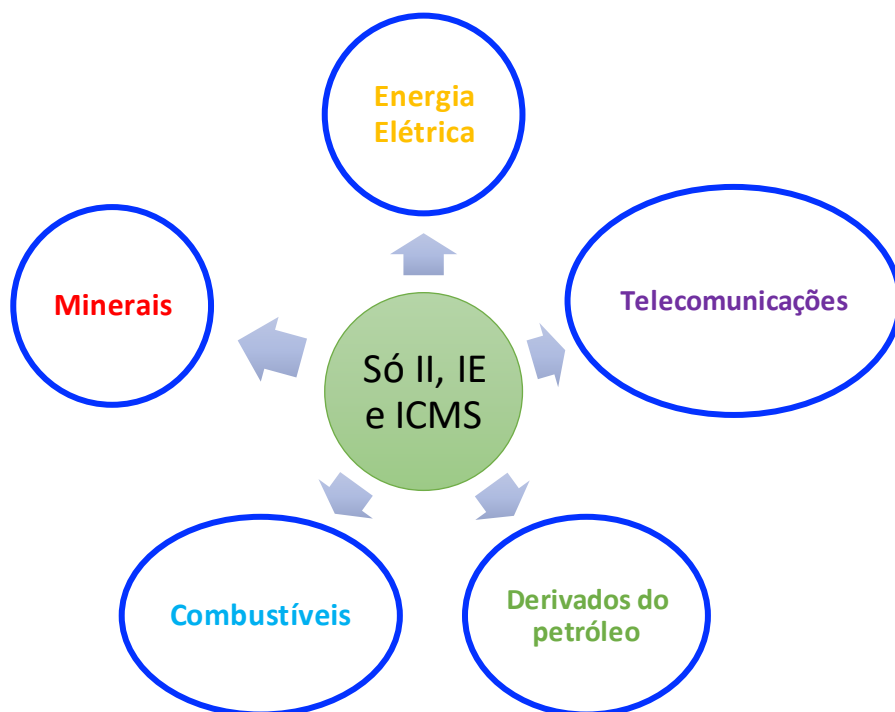 Energia
Elétrica
Minerais
Telecomunicações
Só II, IE
e ICMS
Combustíveis
Derivados do
petróleo